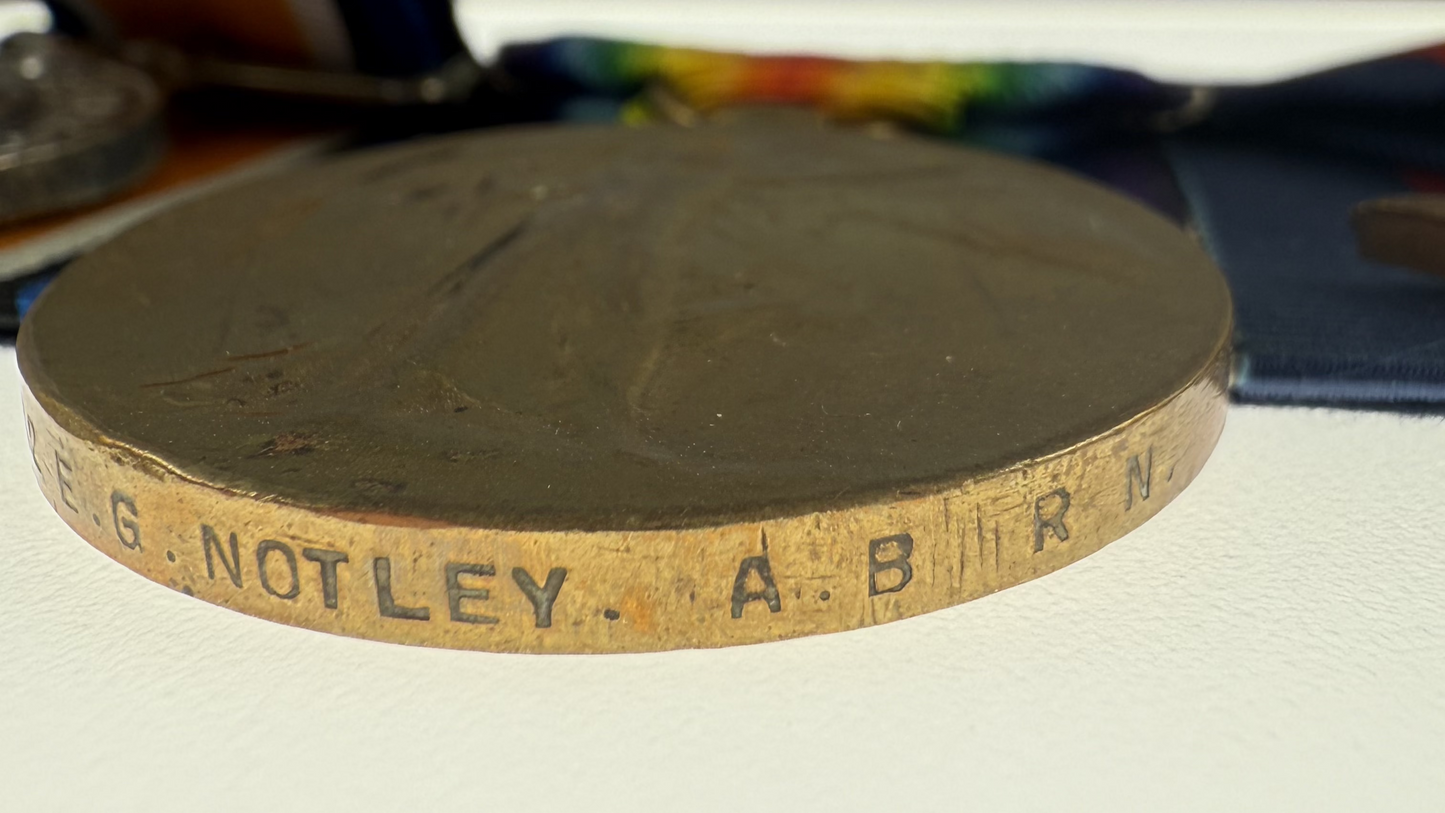 E.G. NOTLEY. A.B R N.